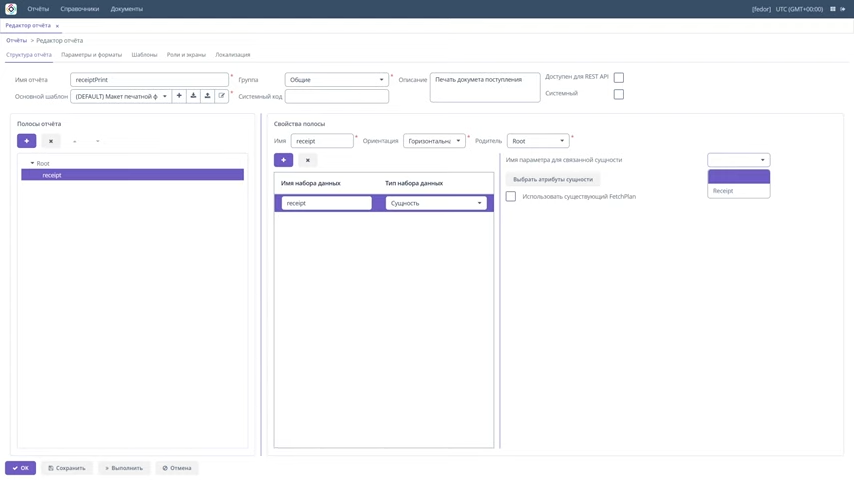 Отчёты Справочники Документы [fedor] UTC (GMT+00:00)
Редактор отчёта ×
Отчёты > Редактор отчёта
Структура отчёта Параметры и форматы Шаблоны Роли и экраны Локализация
Имя отчёта receiptPrint * Группа Общие * Описание Печать докумета поступления Доступен для REST API
Основной шаблон (DEFAULT) Макет печатной ф * Системный код Системный
Полосы отчёта
Свойства полосы
Имя receipt * Ориентация Горизонтальна * Родитель Root *
Root
receipt
Имя набора данных Тип набора данных
receipt Сущность
Имя параметра для связанной сущности
Выбрать атрибуты сущности
Receipt
Использовать существующий FetchPlan
ОК Сохранить Выполнить Отмена